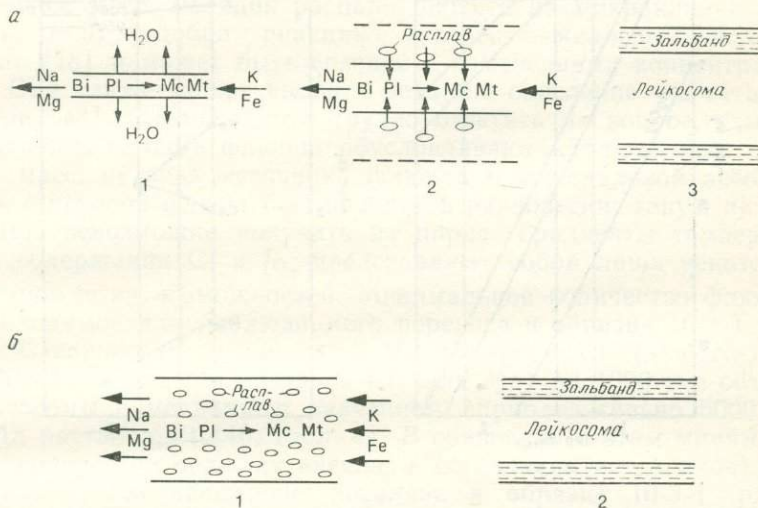 а
H₂O
Расплав
Na
Mg
Bi Pl → Mc Mt
K
Fe
H₂O
1
Na
Mg
Bi Pl → Mc Mt
K
Fe
2
Зальбанд
Лейкосома
3
б
Na
Mg
Рас-
плав
Bi Pl → Mc Mt
K
Fe
1
Зальбанд
Лейкосома
2